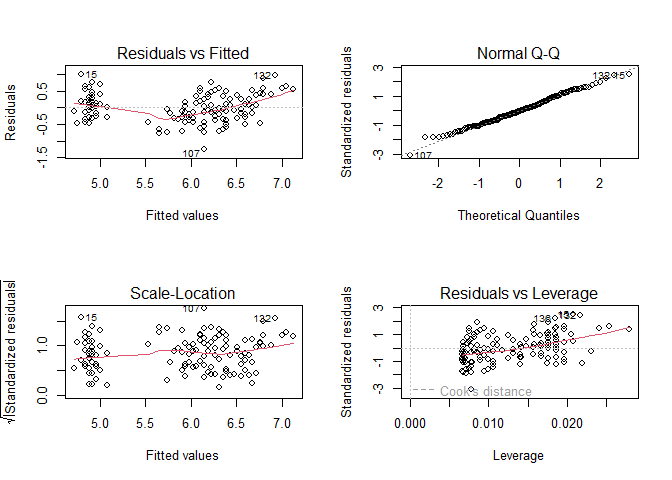 Residuals vs Fitted
Residuals
0.5
-0.5
-1.5
15
132
107
5.0 5.5 6.0 6.5 7.0
Fitted values
Normal Q-Q
Standardized residuals
3
1
-1
-3
132
15
107
-2 -1 0 1 2
Theoretical Quantiles
Scale-Location
√|Standardized residuals|
1.0
0.0
15
107
132
5.0 5.5 6.0 6.5 7.0
Fitted values
Residuals vs Leverage
Standardized residuals
3
1
-1
-3
136
Cook's distance
0.000 0.010 0.020
Leverage